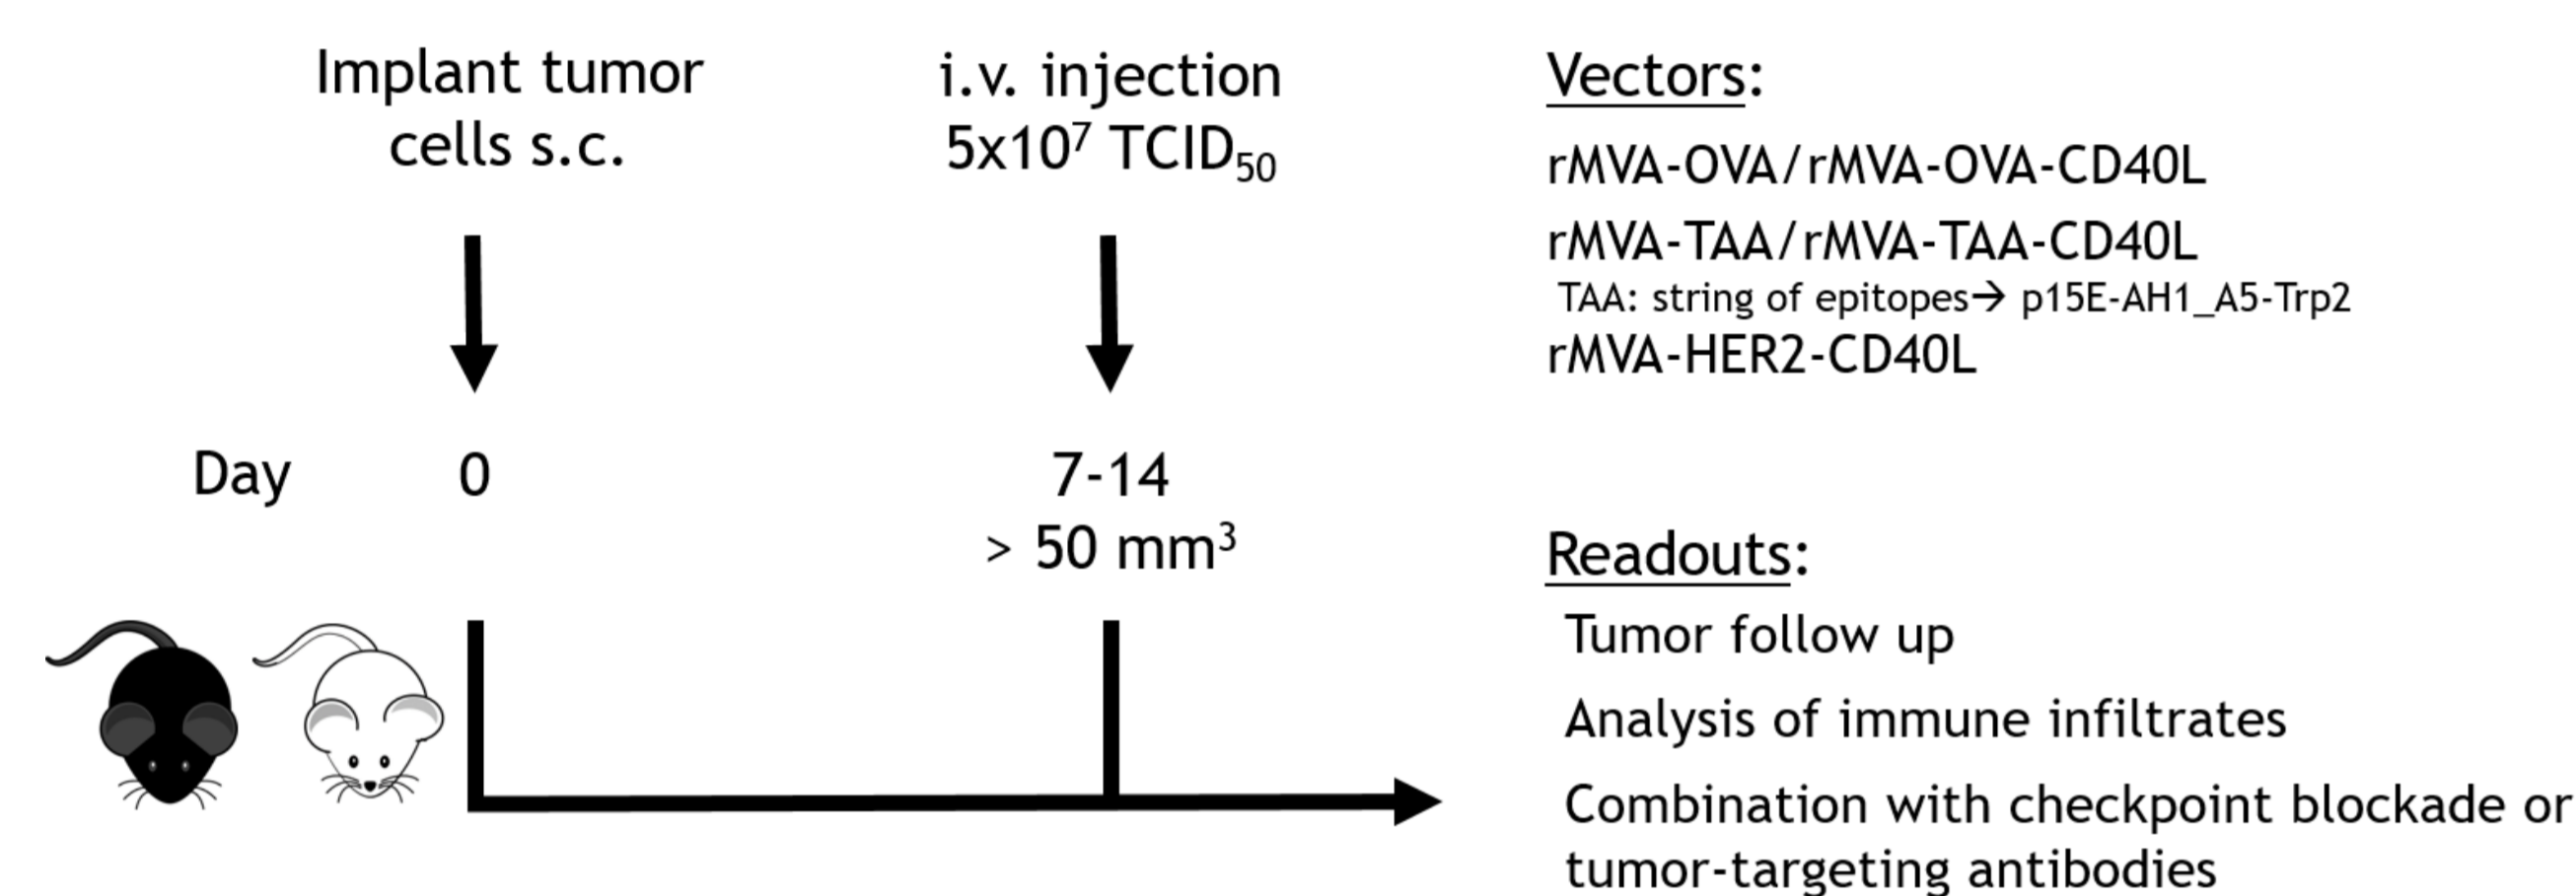 Implant tumor
cells s.c.
i.v. injection
5x10⁷ TCID₅₀
Day
0
7-14
> 50 mm³
Vectors:
rMVA-OVA/rMVA-OVA-CD40L
rMVA-TAA/rMVA-TAA-CD40L
TAA: string of epitopes→ p15E-AH1_A5-Trp2
rMVA-HER2-CD40L
Readouts:
Tumor follow up
Analysis of immune infiltrates
Combination with checkpoint blockade or
tumor-targeting antibodies